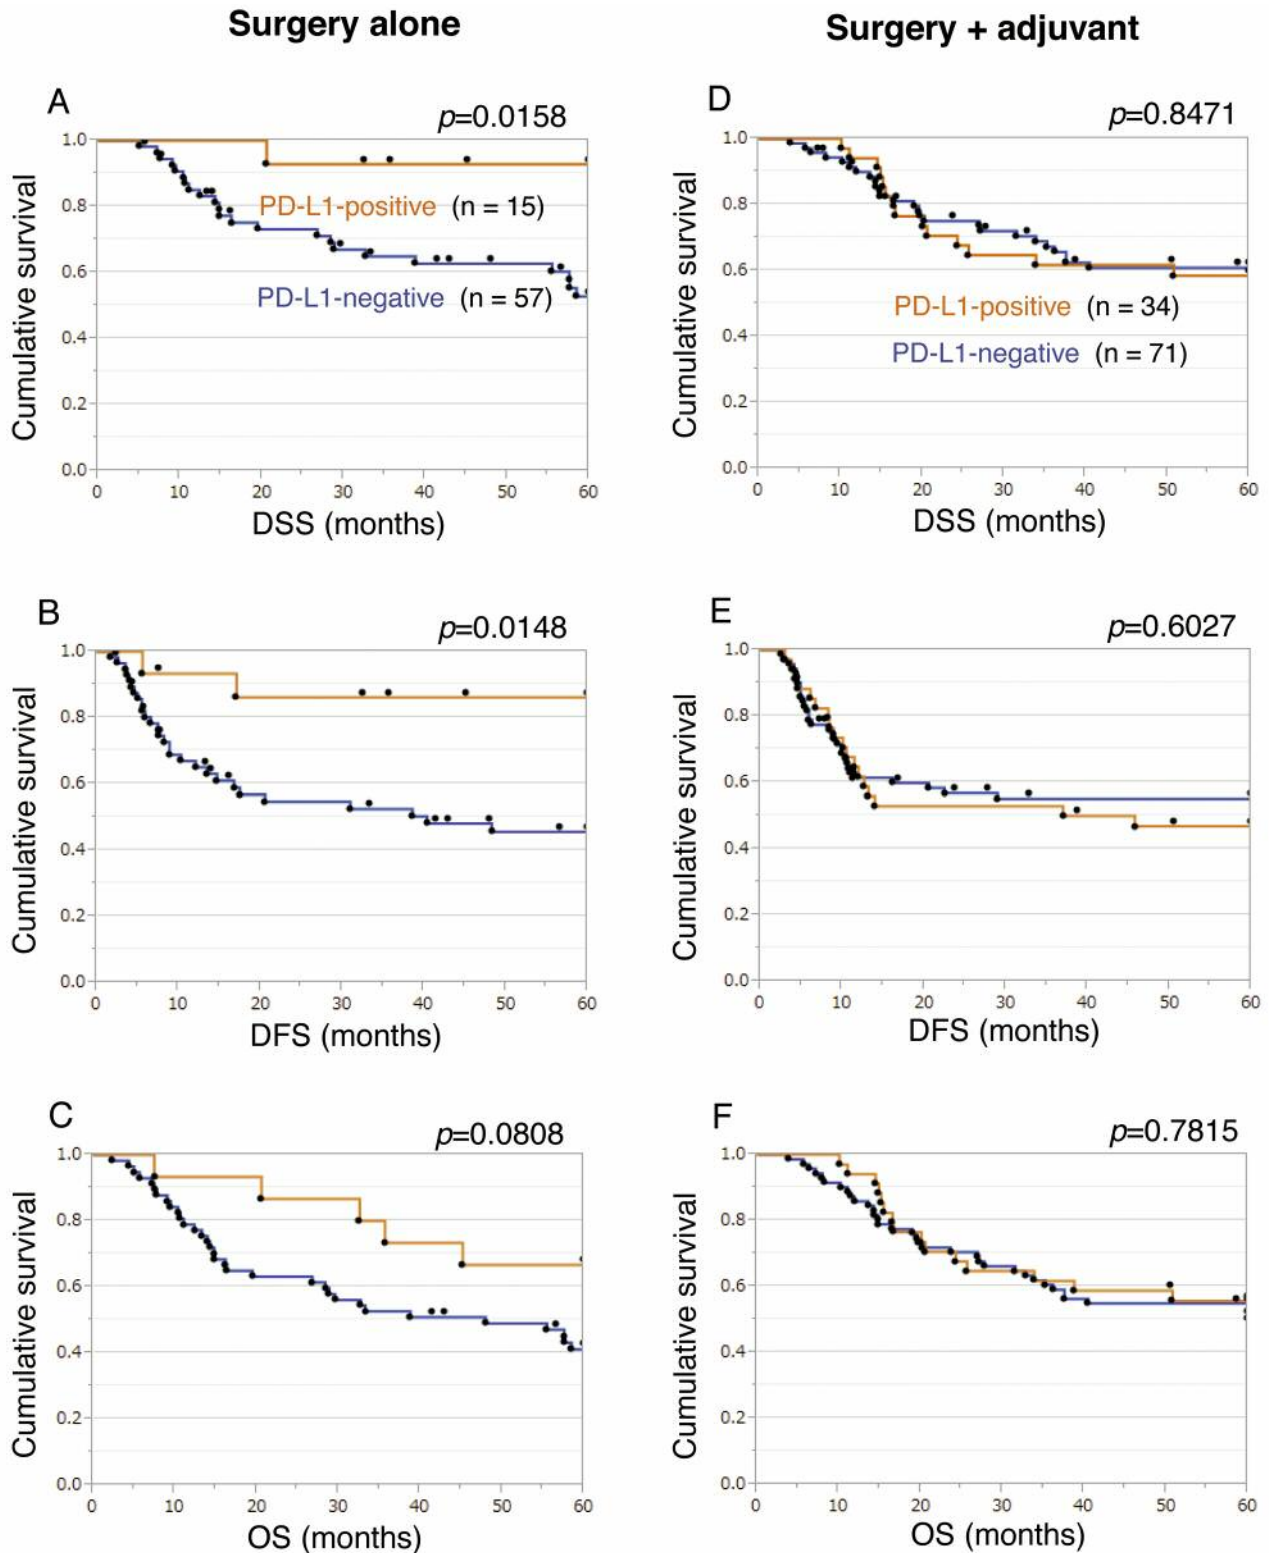 Surgery alone
Surgery + adjuvant
A
p=0.0158
1.0
0.8
0.6
0.4
0.2
0.0
Cumulative survival
PD-L1-positive (n = 15)
PD-L1-negative (n = 57)
0 10 20 30 40 50 60
DSS (months)
D
p=0.8471
1.0
0.8
0.6
0.4
0.2
0.0
Cumulative survival
PD-L1-positive (n = 34)
PD-L1-negative (n = 71)
0 10 20 30 40 50 60
DSS (months)
B
p=0.0148
1.0
0.8
0.6
0.4
0.2
0.0
Cumulative survival
0 10 20 30 40 50 60
DFS (months)
E
p=0.6027
1.0
0.8
0.6
0.4
0.2
0.0
Cumulative survival
0 10 20 30 40 50 60
DFS (months)
C
p=0.0808
1.0
0.8
0.6
0.4
0.2
0.0
Cumulative survival
0 10 20 30 40 50 60
OS (months)
F
p=0.7815
1.0
0.8
0.6
0.4
0.2
0.0
Cumulative survival
0 10 20 30 40 50 60
OS (months)